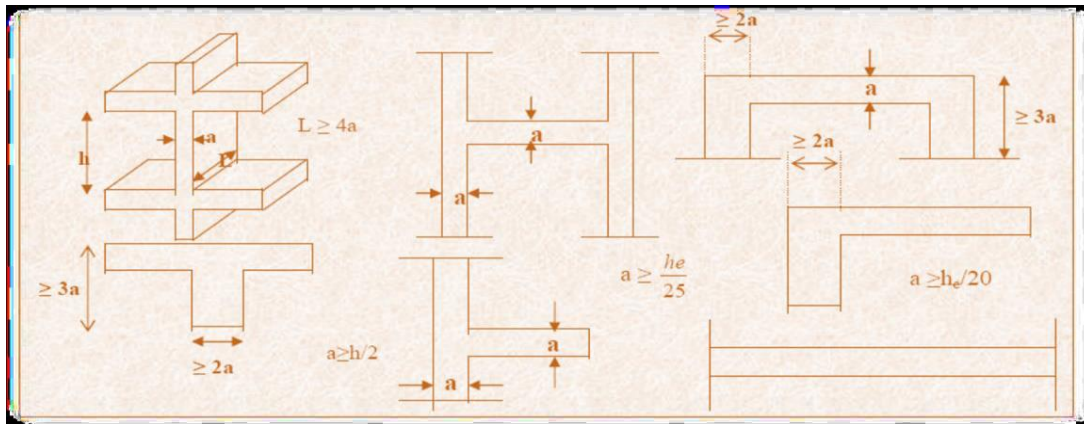 ≥ 2a
a
≥ 3a
L ≥ 4a
a
h
L
a
≥ 2a
a
≥ 3a
a ≥ he/25
a ≥he/20
a≥h/2
≥ 2a
a
a